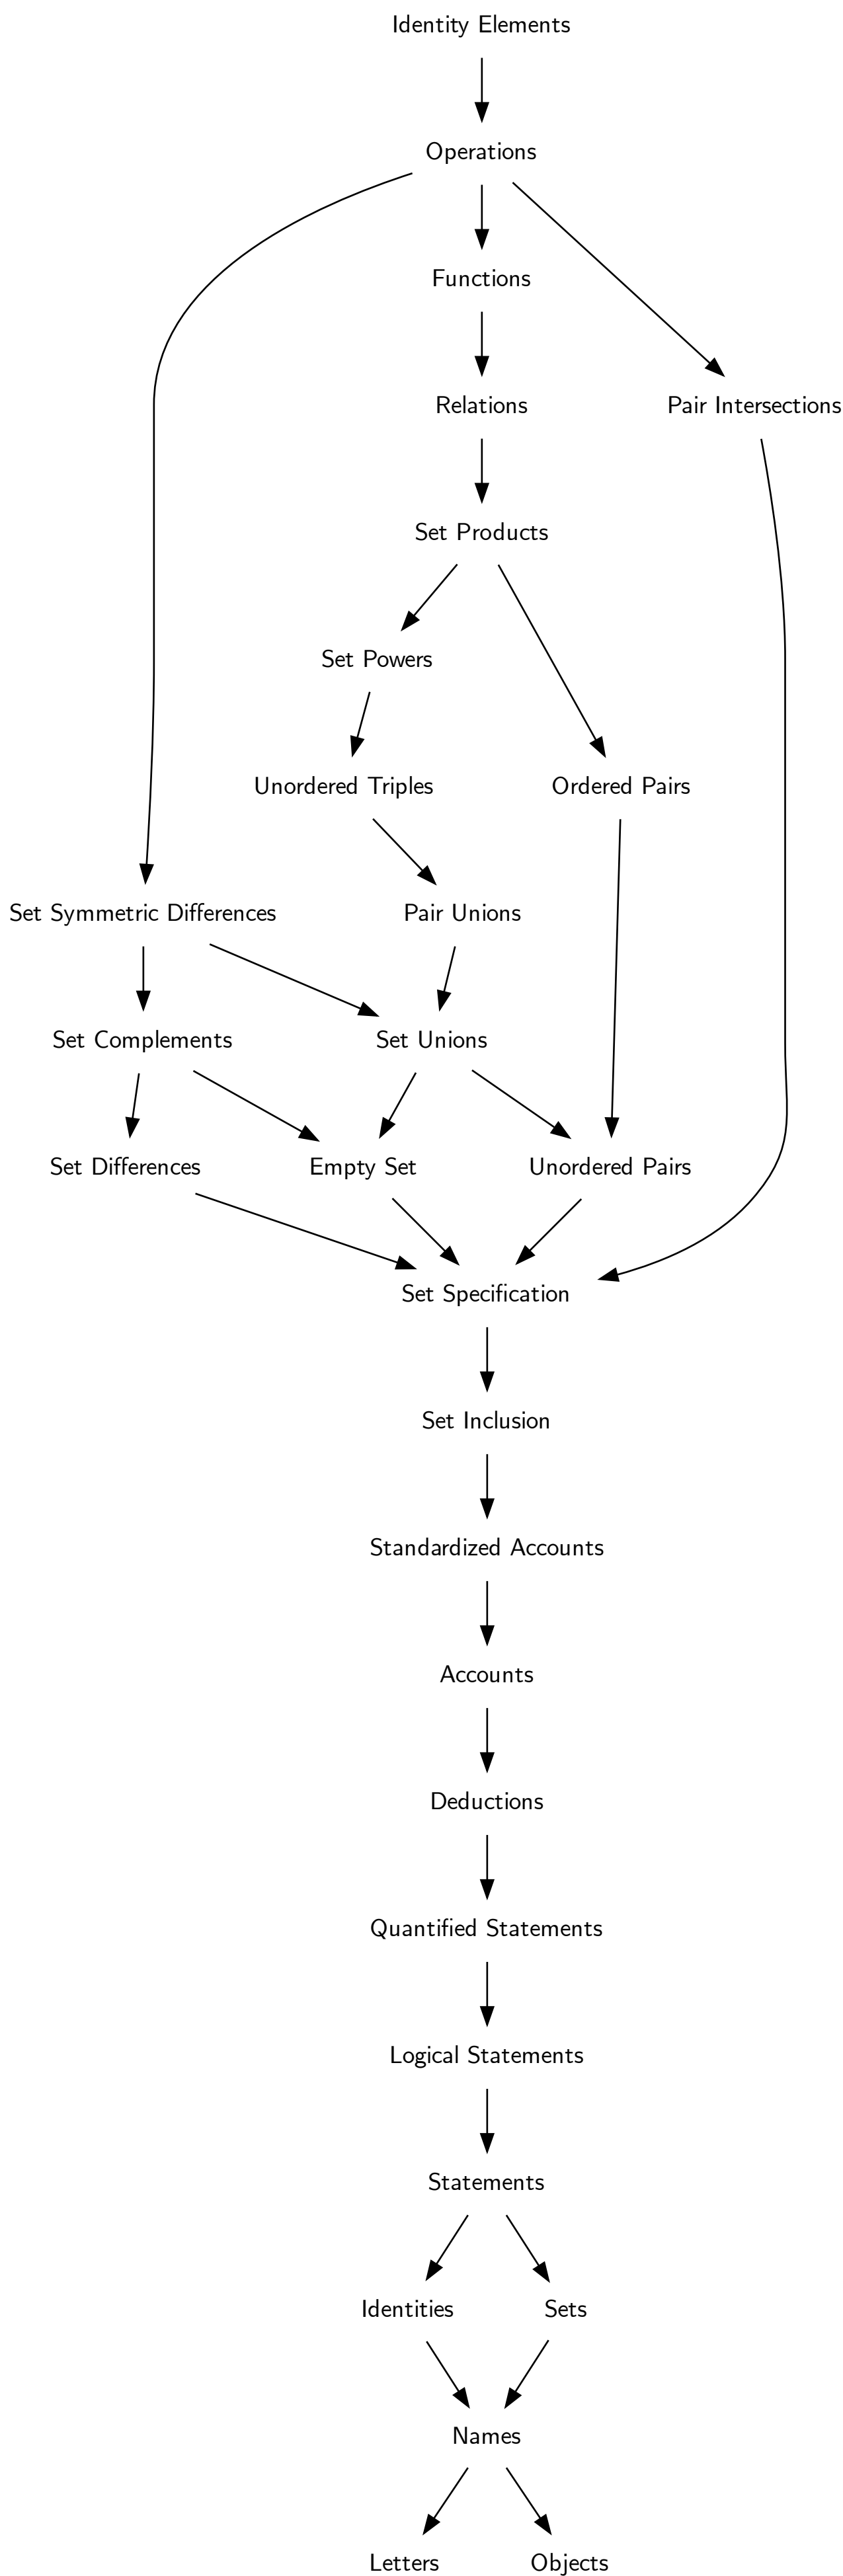 Identity Elements
Operations
Functions
Relations
Pair Intersections
Set Products
Set Powers
Unordered Triples
Ordered Pairs
Set Symmetric Differences
Pair Unions
Set Complements
Set Unions
Set Differences
Empty Set
Unordered Pairs
Set Specification
Set Inclusion
Standardized Accounts
Accounts
Deductions
Quantified Statements
Logical Statements
Statements
Identities
Sets
Names
Letters
Objects